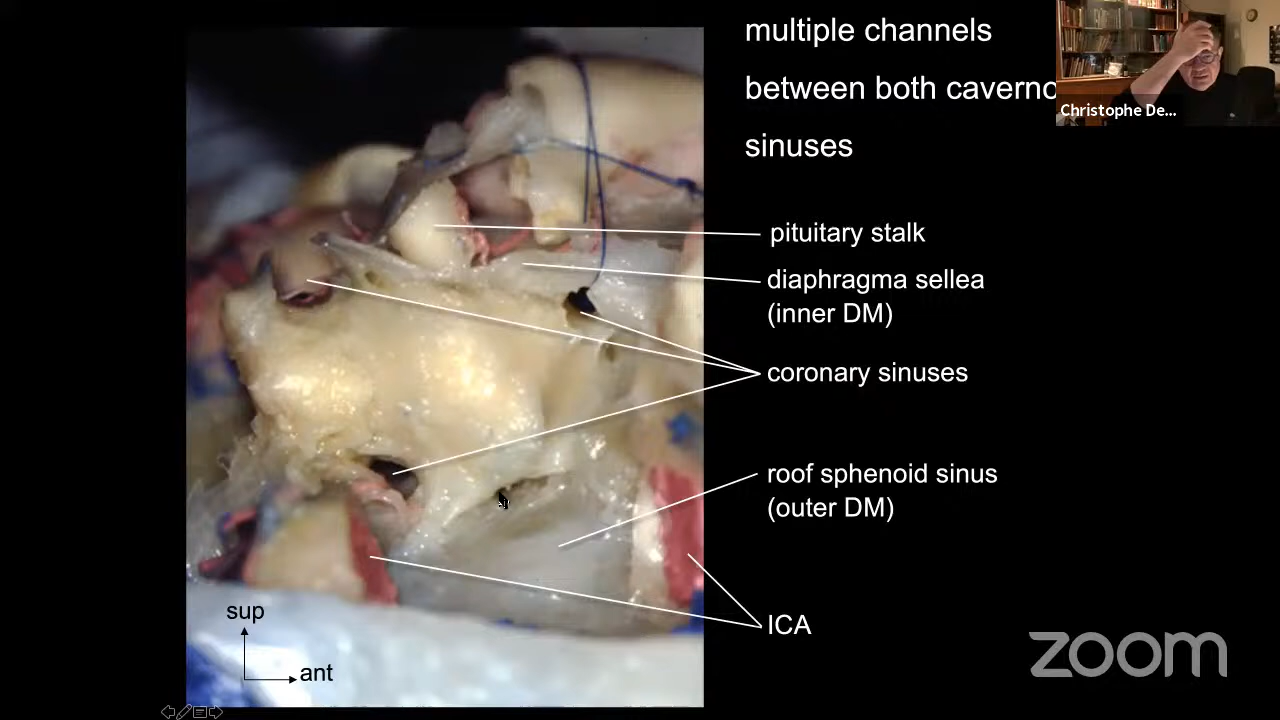 multiple channels
between both caverno
sinuses
Christophe De...
pituitary stalk
diaphragma sellea
(inner DM)
coronary sinuses
roof sphenoid sinus
(outer DM)
ICA
sup
ant
zoom